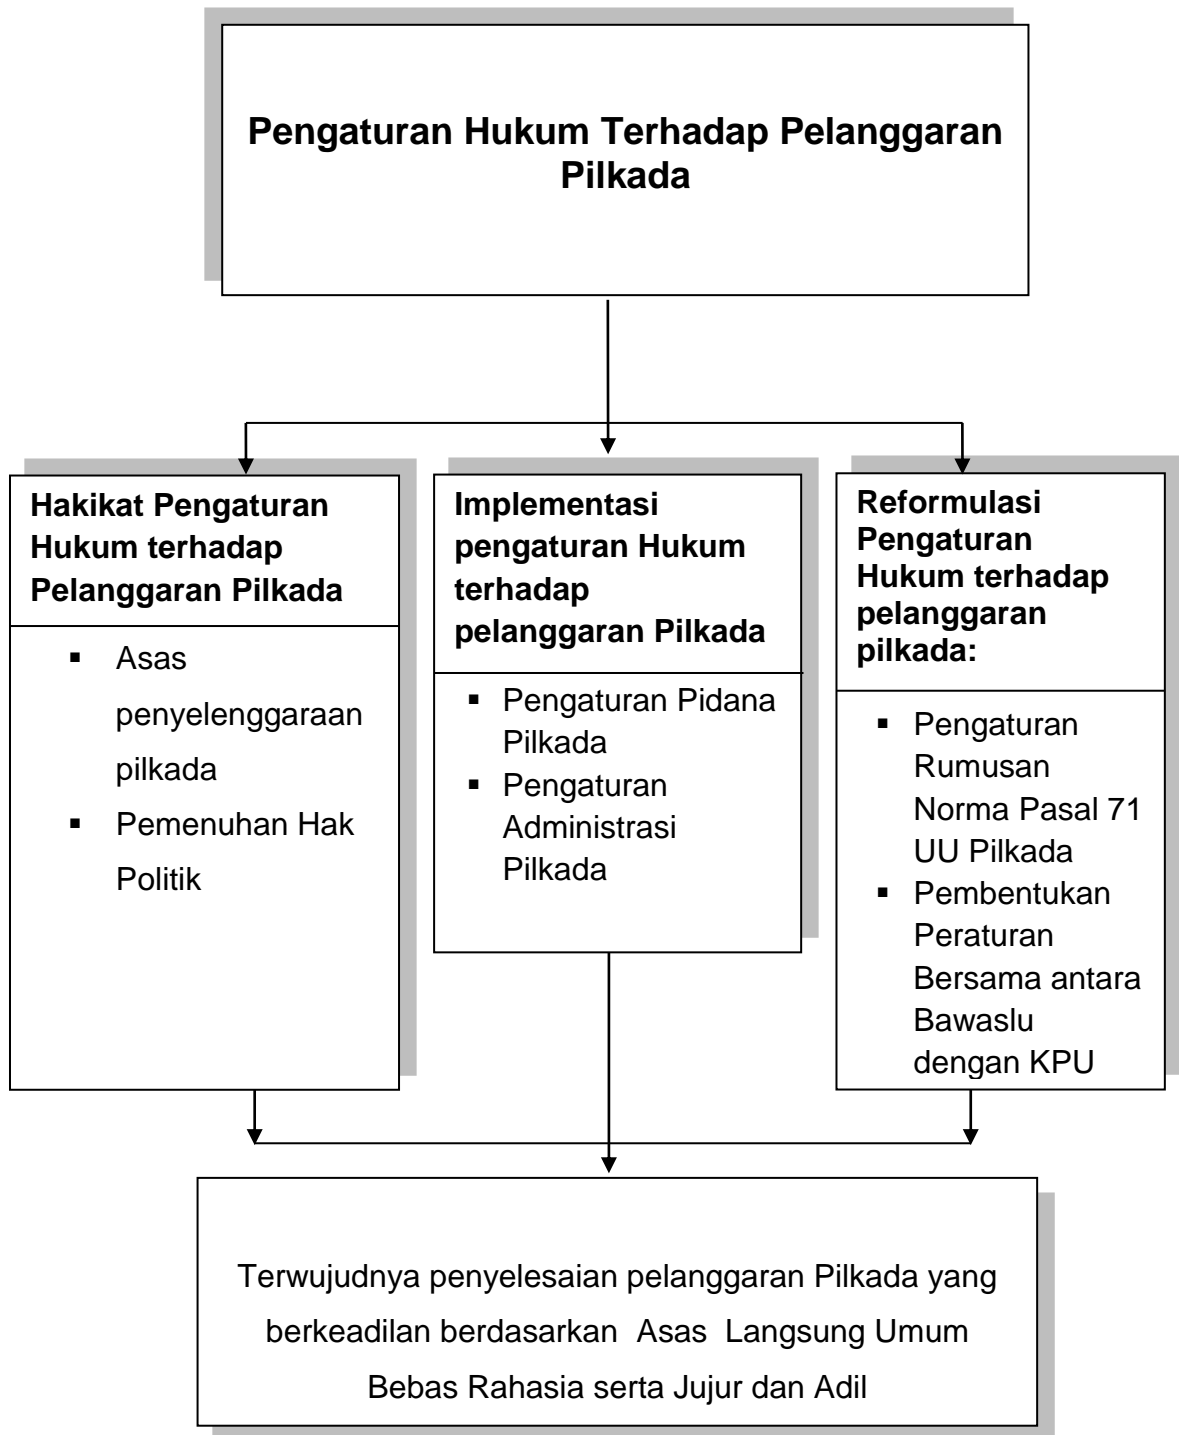 Pengaturan Hukum Terhadap Pelanggaran
Pilkada
Hakikat Pengaturan
Hukum terhadap
Pelanggaran Pilkada
▪ Asas
penyelenggaraan
pilkada
▪ Pemenuhan Hak
Politik
Implementasi
pengaturan Hukum
terhadap
pelanggaran Pilkada
▪ Pengaturan Pidana
Pilkada
▪ Pengaturan
Administrasi
Pilkada
Reformulasi
Pengaturan
Hukum terhadap
pelanggaran
pilkada:
▪ Pengaturan
Rumusan
Norma Pasal 71
UU Pilkada
▪ Pembentukan
Peraturan
Bersama antara
Bawaslu
dengan KPU
Terwujudnya penyelesaian pelanggaran Pilkada yang
berkeadilan berdasarkan Asas Langsung Umum
Bebas Rahasia serta Jujur dan Adil